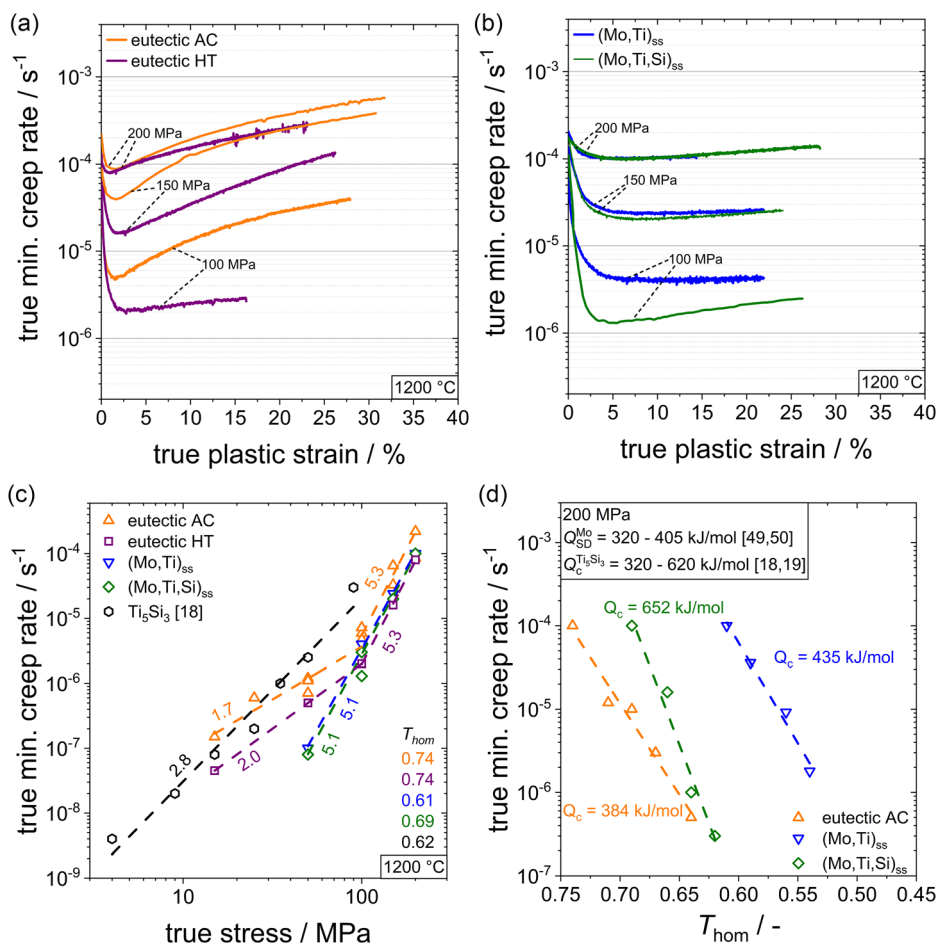 (a)
eutectic AC
eutectic HT
true min. creep rate / s⁻¹
10⁻³
10⁻⁴
10⁻⁵
10⁻⁶
200 MPa
150 MPa
100 MPa
1200 °C
0 5 10 15 20 25 30 35 40
true plastic strain / %
(b)
(Mo,Ti)ss
(Mo,Ti,Si)ss
ture min. creep rate / s⁻¹
10⁻³
10⁻⁴
10⁻⁵
10⁻⁶
200 MPa
150 MPa
100 MPa
1200 °C
0 5 10 15 20 25 30 35 40
true plastic strain / %
(c)
eutectic AC
eutectic HT
(Mo,Ti)ss
(Mo,Ti,Si)ss
Ti₅Si₃ [18]
true min. creep rate / s⁻¹
10⁻⁴
10⁻⁵
10⁻⁶
10⁻⁷
10⁻⁸
10⁻⁹
5.3
5.3
1.7
2.8
2.0
5.1
5.1
Thom
0.74
0.74
0.61
0.69
0.62
1200 °C
10 100
true stress / MPa
(d)
200 MPa
Q_SD^Mo = 320 - 405 kJ/mol [49,50]
Q_c^Ti₅Si₃ = 320 - 620 kJ/mol [18,19]
Qc = 652 kJ/mol
Qc = 435 kJ/mol
Qc = 384 kJ/mol
true min. creep rate / s⁻¹
10⁻³
10⁻⁴
10⁻⁵
10⁻⁶
10⁻⁷
eutectic AC
(Mo,Ti)ss
(Mo,Ti,Si)ss
0.75 0.70 0.65 0.60 0.55 0.50 0.45
Thom / -